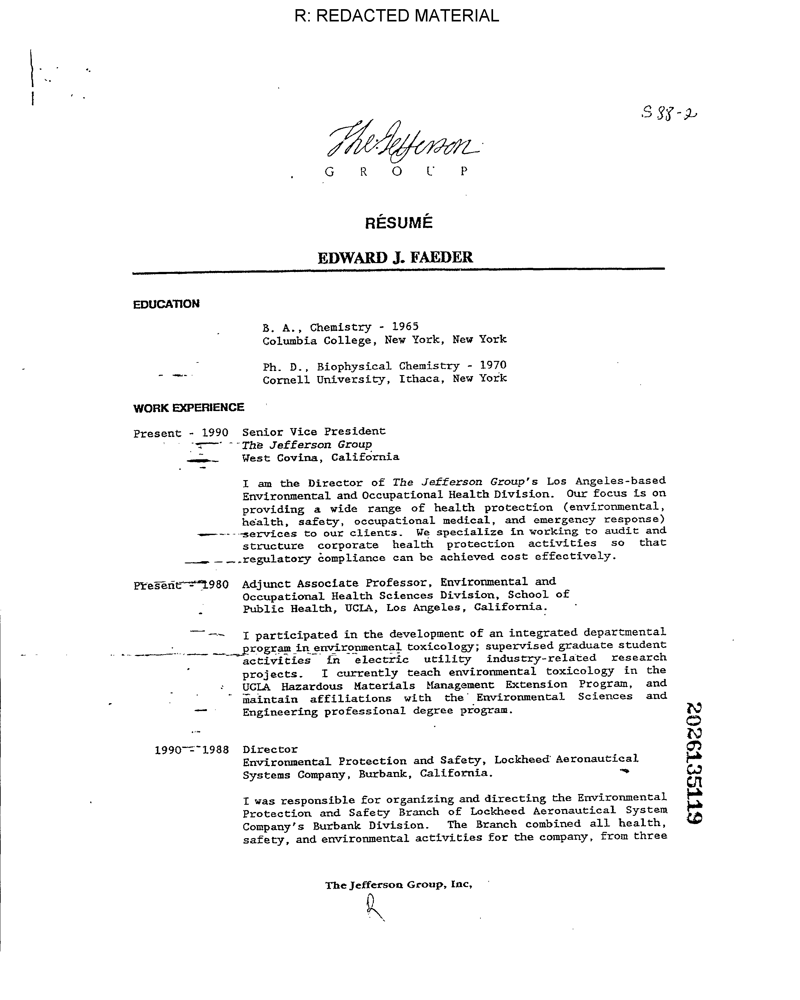 R: REDACTED MATERIAL
S 88-2
The Jefferson
G R O U P
RÉSUMÉ
EDWARD J. FAEDER
EDUCATION
B. A., Chemistry - 1965
Columbia College, New York, New York
Ph. D., Biophysical Chemistry - 1970
Cornell University, Ithaca, New York
WORK EXPERIENCE
Present - 1990 Senior Vice President
The Jefferson Group
West Covina, California
I am the Director of The Jefferson Group's Los Angeles-based
Environmental and Occupational Health Division. Our focus is on
providing a wide range of health protection (environmental,
health, safety, occupational medical, and emergency response)
services to our clients. We specialize in working to audit and
structure corporate health protection activities so that
regulatory compliance can be achieved cost effectively.
Present - 1980 Adjunct Associate Professor, Environmental and
Occupational Health Sciences Division, School of
Public Health, UCLA, Los Angeles, California.
I participated in the development of an integrated departmental
program in environmental toxicology; supervised graduate student
activities in electric utility industry-related research
projects. I currently teach environmental toxicology in the
UCLA Hazardous Materials Management Extension Program, and
maintain affiliations with the Environmental Sciences and
Engineering professional degree program.
1990 - 1988 Director
Environmental Protection and Safety, Lockheed Aeronautical
Systems Company, Burbank, California.
I was responsible for organizing and directing the Environmental
Protection and Safety Branch of Lockheed Aeronautical System
Company's Burbank Division. The Branch combined all health,
safety, and environmental activities for the company, from three
2026135119
The Jefferson Group, Inc,
R